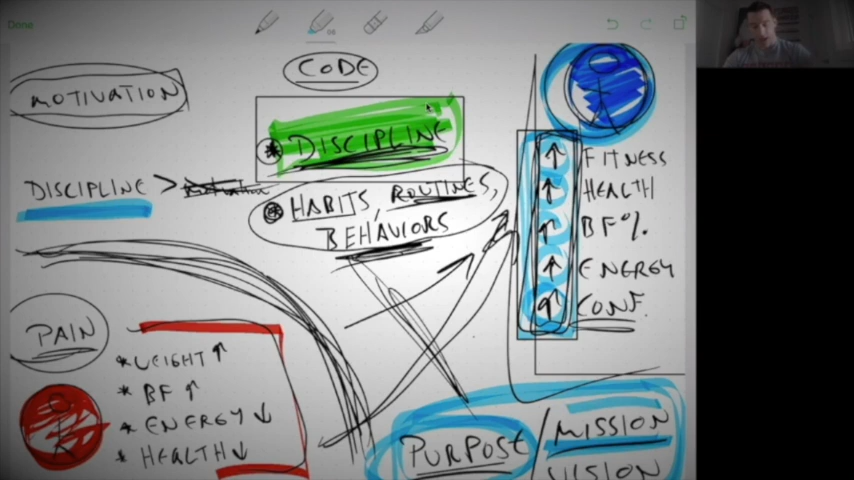 Done
CODE
MOTIVATION
* DISCIPLINE
DISCIPLINE >
* HABITS, ROUTINES,
BEHAVIORS
↑ FITNESS
↑ HEALTH
↑ BF%
↑ ENERGY
↑ CONF.
PAIN
* WEIGHT ↑
* BF ↑
* ENERGY ↓
* HEALTH ↓
PURPOSE / MISSION
VISION